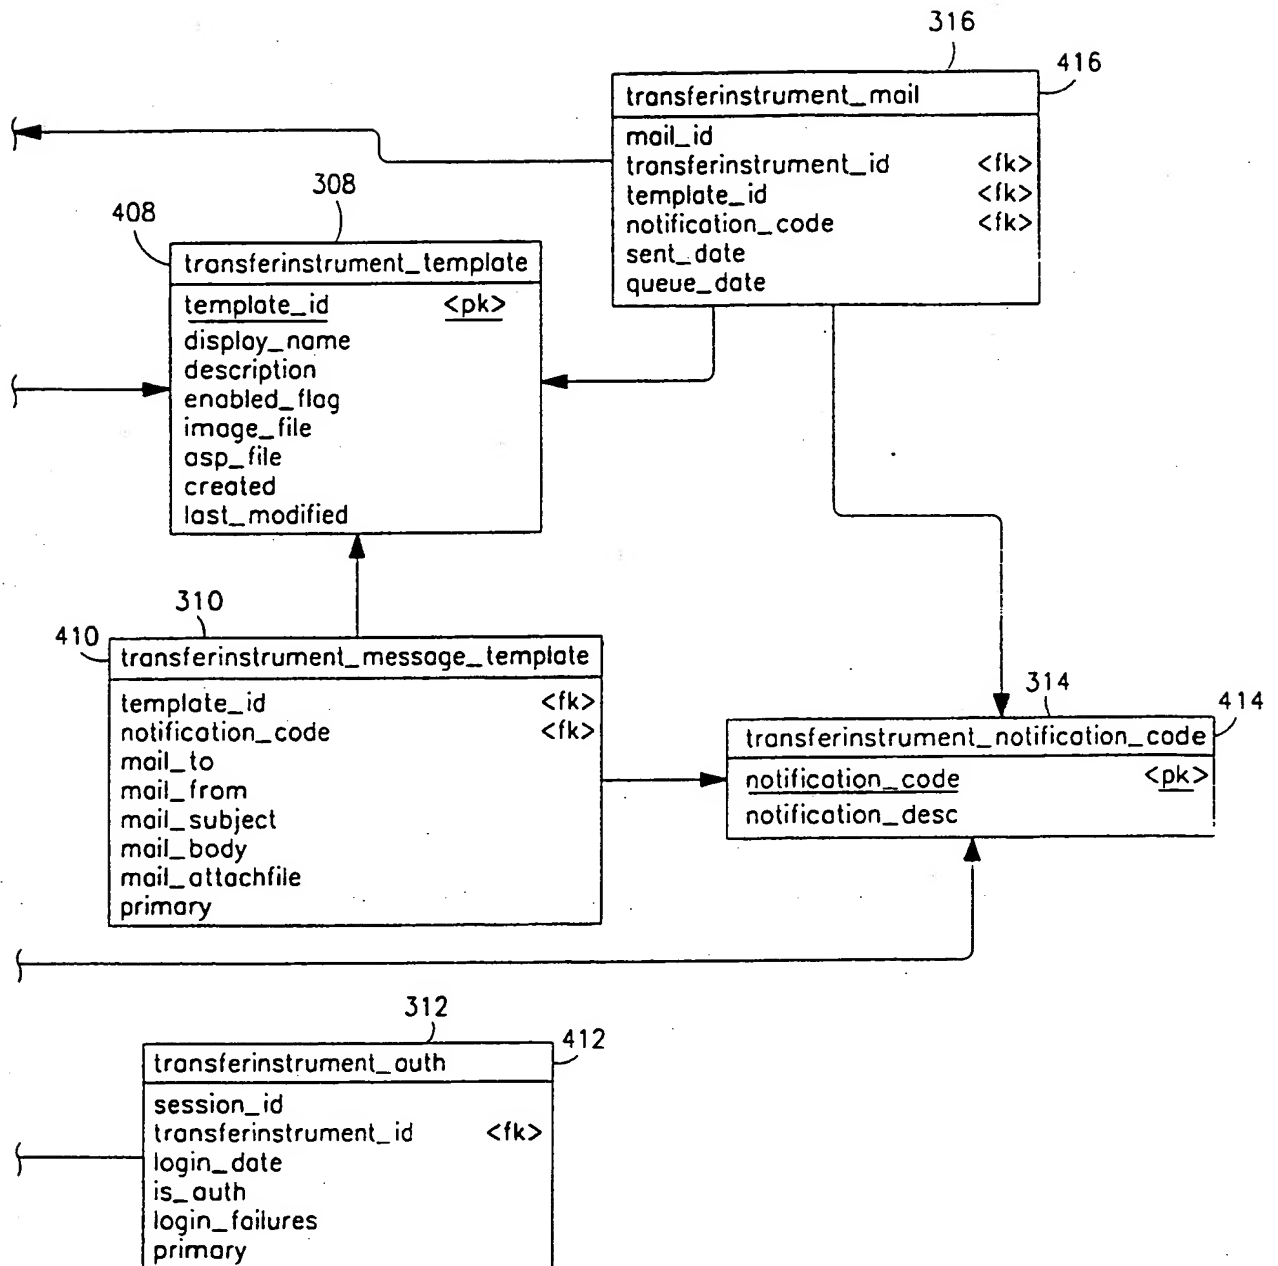 316
416
transferinstrument_mail
mail_id
transferinstrument_id <fk>
template_id <fk>
notification_code <fk>
sent_date
queue_date
308
408
transferinstrument_template
template_id <pk>
display_name
description
enabled_flag
image_file
asp_file
created
last_modified
310
410
transferinstrument_message_template
template_id <fk>
notification_code <fk>
mail_to
mail_from
mail_subject
mail_body
mail_attachfile
primary
314
414
transferinstrument_notification_code
notification_code <pk>
notification_desc
312
412
transferinstrument_auth
session_id
transferinstrument_id <fk>
login_date
is_auth
login_failures
primary